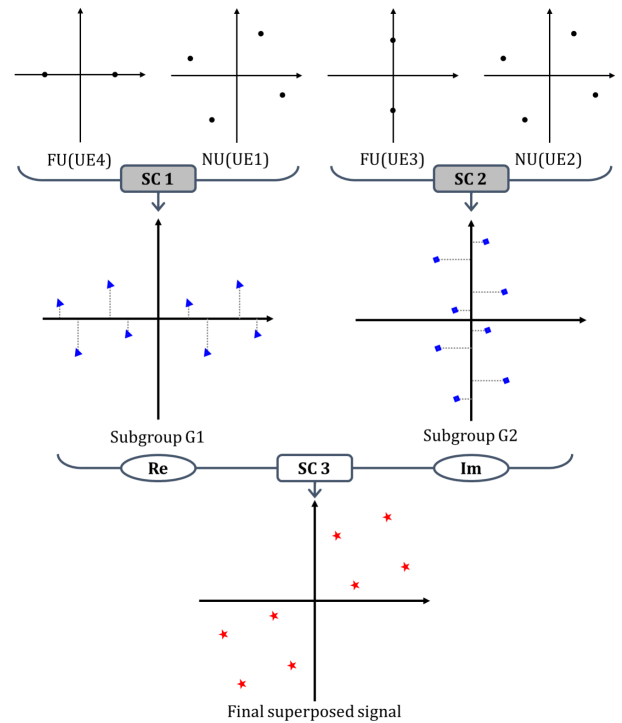 FU(UE4) NU(UE1) FU(UE3) NU(UE2)
SC 1 SC 2
Subgroup G1 Subgroup G2
Re SC 3 Im
Final superposed signal